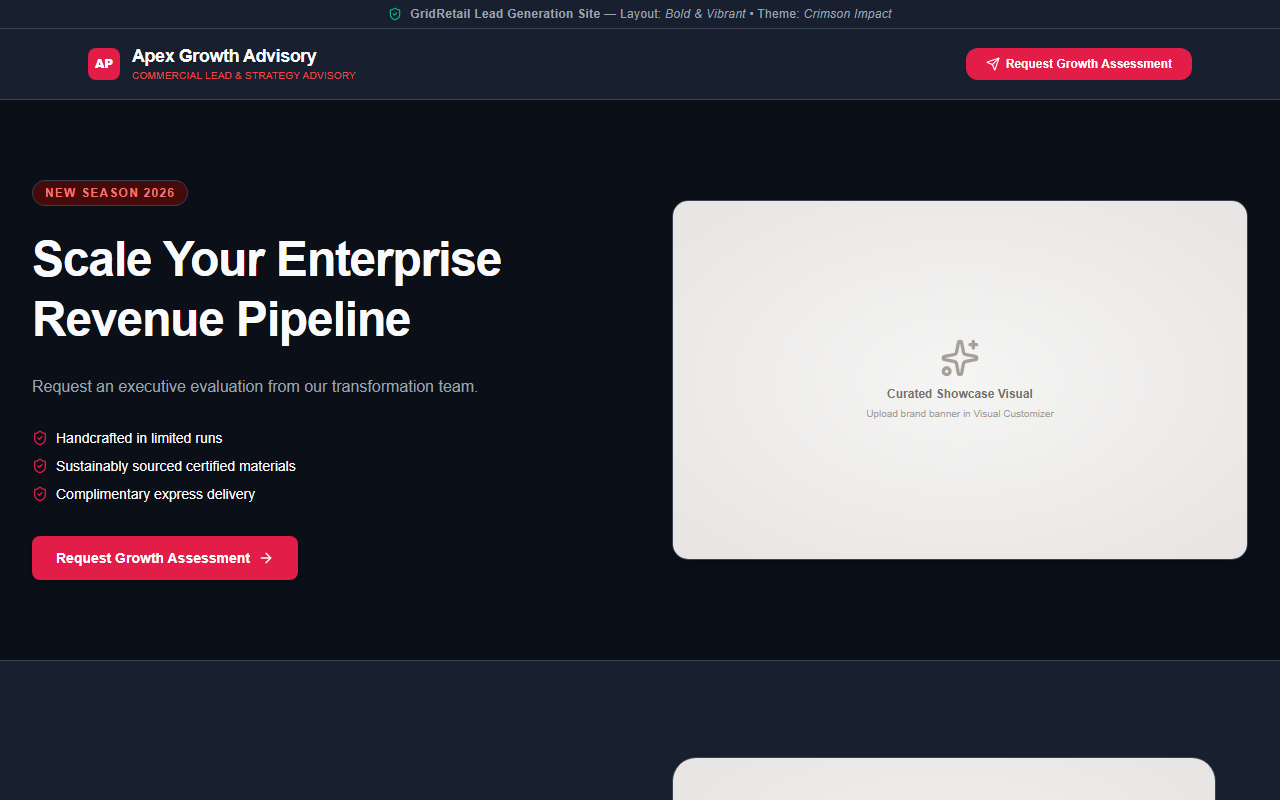 GridRetail Lead Generation Site — Layout: Bold & Vibrant • Theme: Crimson Impact
AP
Apex Growth Advisory
COMMERCIAL LEAD & STRATEGY ADVISORY
Request Growth Assessment
NEW SEASON 2026
Scale Your Enterprise
Revenue Pipeline
Request an executive evaluation from our transformation team.
Handcrafted in limited runs
Sustainably sourced certified materials
Complimentary express delivery
Request Growth Assessment
Curated Showcase Visual
Upload brand banner in Visual Customizer